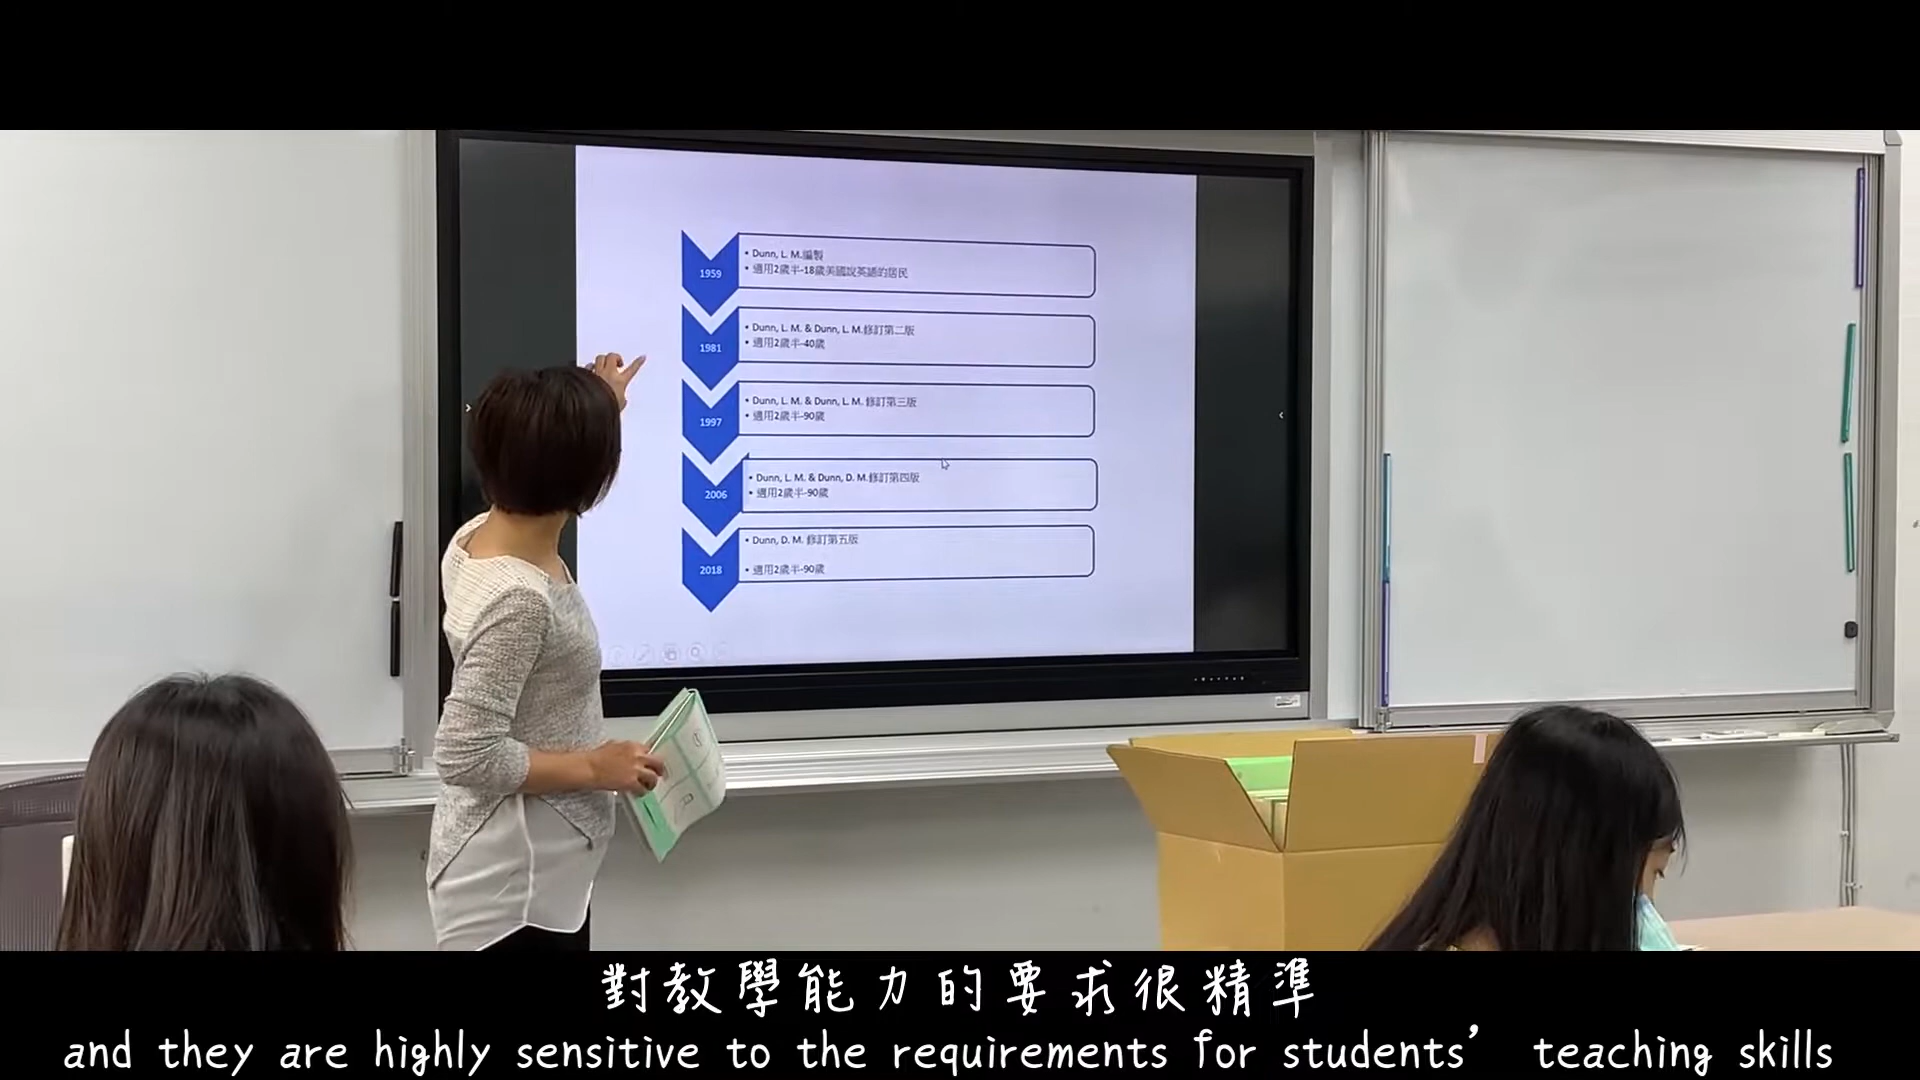 1959
• Dunn, L. M.編製
• 適用2歲半-18歲美國說英語的居民
1981
• Dunn, L. M. & Dunn, L. M.修訂第二版
• 適用2歲半-40歲
1997
• Dunn, L. M. & Dunn, L. M. 修訂第三版
• 適用2歲半-90歲
2006
• Dunn, L. M. & Dunn, D. M.修訂第四版
• 適用2歲半-90歲
2018
• Dunn, D. M. 修訂第五版
• 適用2歲半-90歲
對教學能力的要求很精準
and they are highly sensitive to the requirements for students’ teaching skills